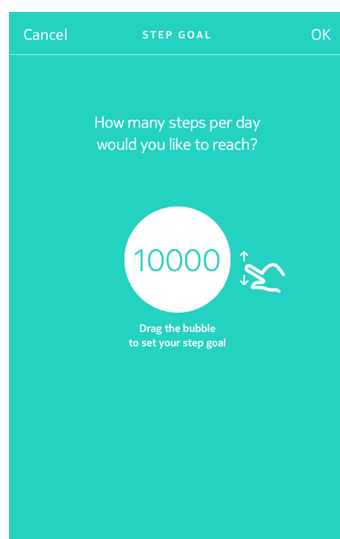 Cancel STEP GOAL OK
How many steps per day
would you like to reach?
10000
Drag the bubble
to set your step goal